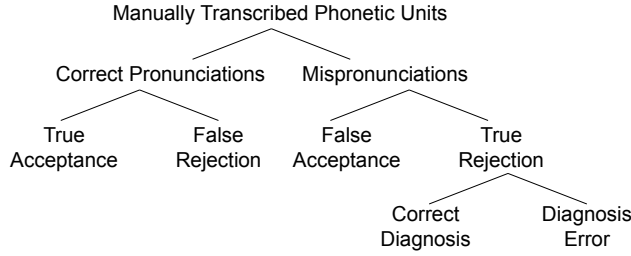 Manually Transcribed Phonetic Units
Correct Pronunciations
Mispronunciations
True
Acceptance
False
Rejection
False
Acceptance
True
Rejection
Correct
Diagnosis
Diagnosis
Error